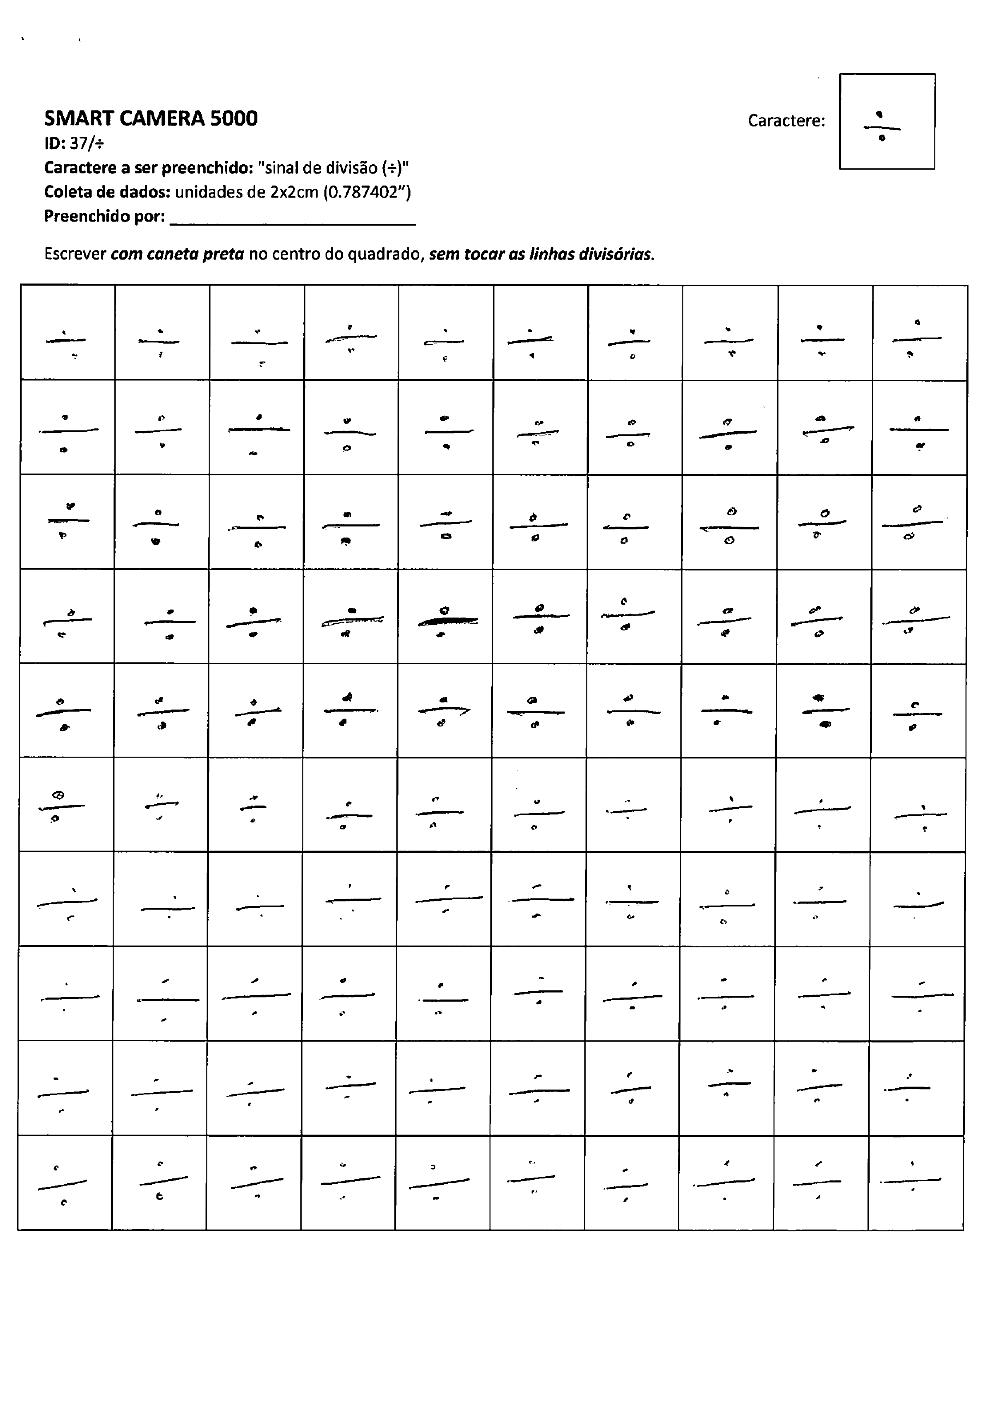 SMART CAMERA 5000
ID: 37/÷
Caractere a ser preenchido: "sinal de divisão (÷)"
Coleta de dados: unidades de 2x2cm (0.787402")
Preenchido por: ____________________
Caractere: ÷
Escrever com caneta preta no centro do quadrado, sem tocar as linhas divisórias.
÷ ÷ ÷ ÷ ÷ ÷ ÷ ÷ ÷ ÷
÷ ÷ ÷ ÷ ÷ ÷ ÷ ÷ ÷ ÷
÷ ÷ ÷ ÷ ÷ ÷ ÷ ÷ ÷ ÷
÷ ÷ ÷ ÷ ÷ ÷ ÷ ÷ ÷ ÷
÷ ÷ ÷ ÷ ÷ ÷ ÷ ÷ ÷ ÷
÷ ÷ ÷ ÷ ÷ ÷ ÷ ÷ ÷ ÷
÷ ÷ ÷ ÷ ÷ ÷ ÷ ÷ ÷ ÷
÷ ÷ ÷ ÷ ÷ ÷ ÷ ÷ ÷ ÷
÷ ÷ ÷ ÷ ÷ ÷ ÷ ÷ ÷ ÷
÷ ÷ ÷ ÷ ÷ ÷ ÷ ÷ ÷ ÷